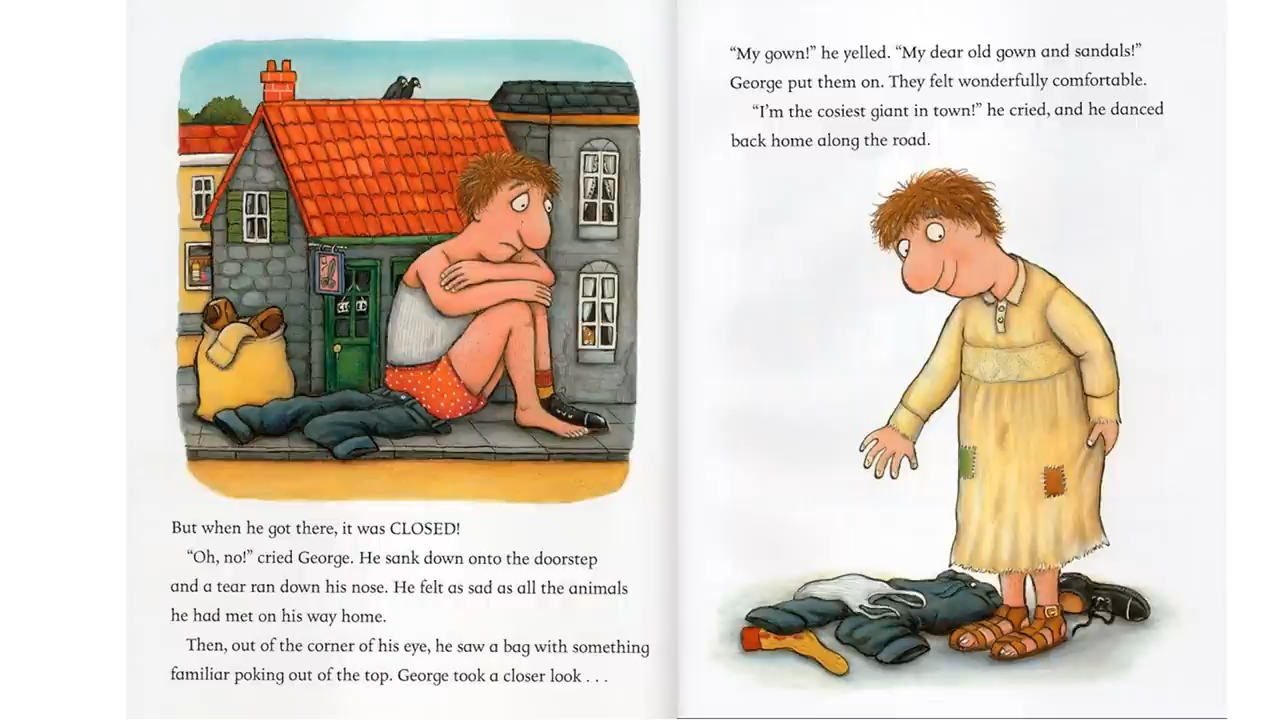 But when he got there, it was CLOSED!
“Oh, no!” cried George. He sank down onto the doorstep
and a tear ran down his nose. He felt as sad as all the animals
he had met on his way home.
Then, out of the corner of his eye, he saw a bag with something
familiar poking out of the top. George took a closer look . . .
“My gown!” he yelled. “My dear old gown and sandals!”
George put them on. They felt wonderfully comfortable.
“I’m the cosiest giant in town!” he cried, and he danced
back home along the road.